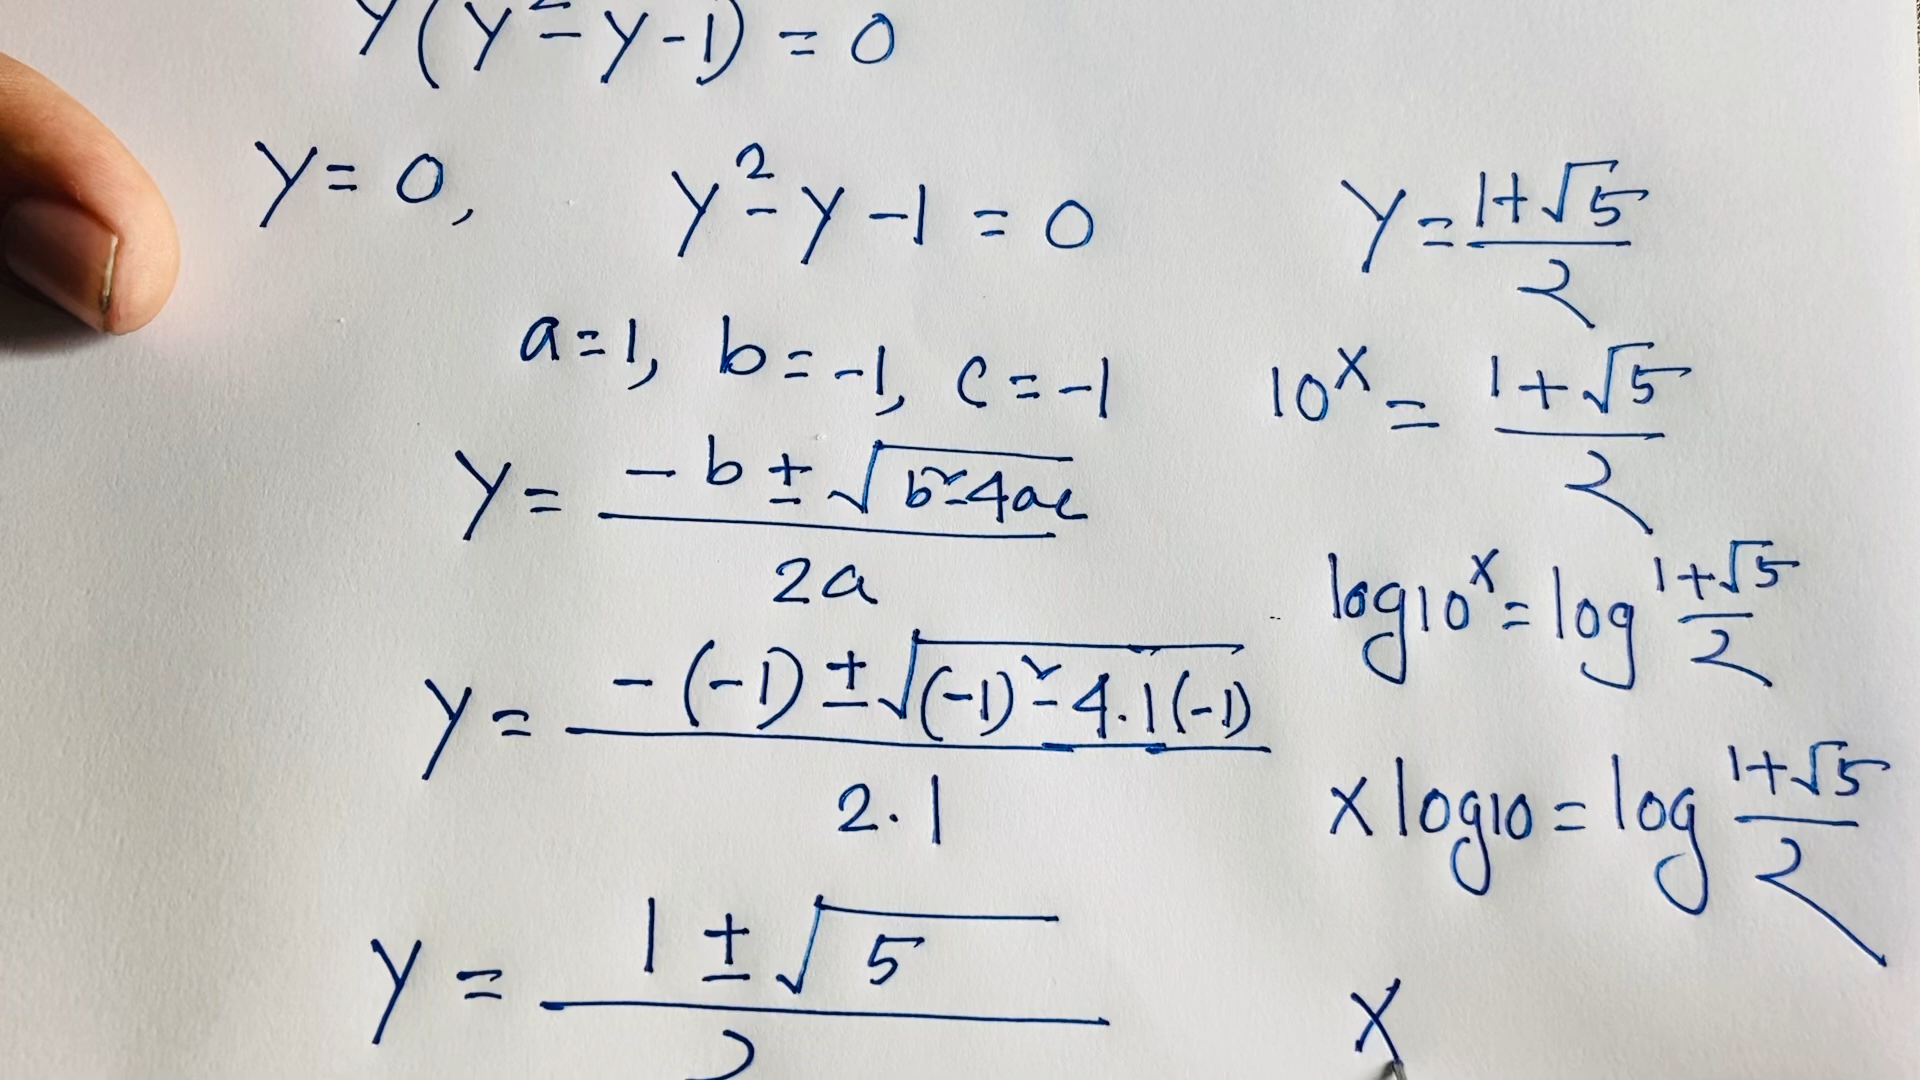 y(y²-y-1) = 0
y = 0,
y²-y-1 = 0
a=1, b=-1, c=-1
y = (-b ± √(b²-4ac))/2a
y = (-(-1) ± √((-1)²-4.1(-1)))/2.1
y = (1 ± √5)/2
y = (1+√5)/2
10^x = (1+√5)/2
log10^x = log (1+√5)/2
x log10 = log (1+√5)/2
x